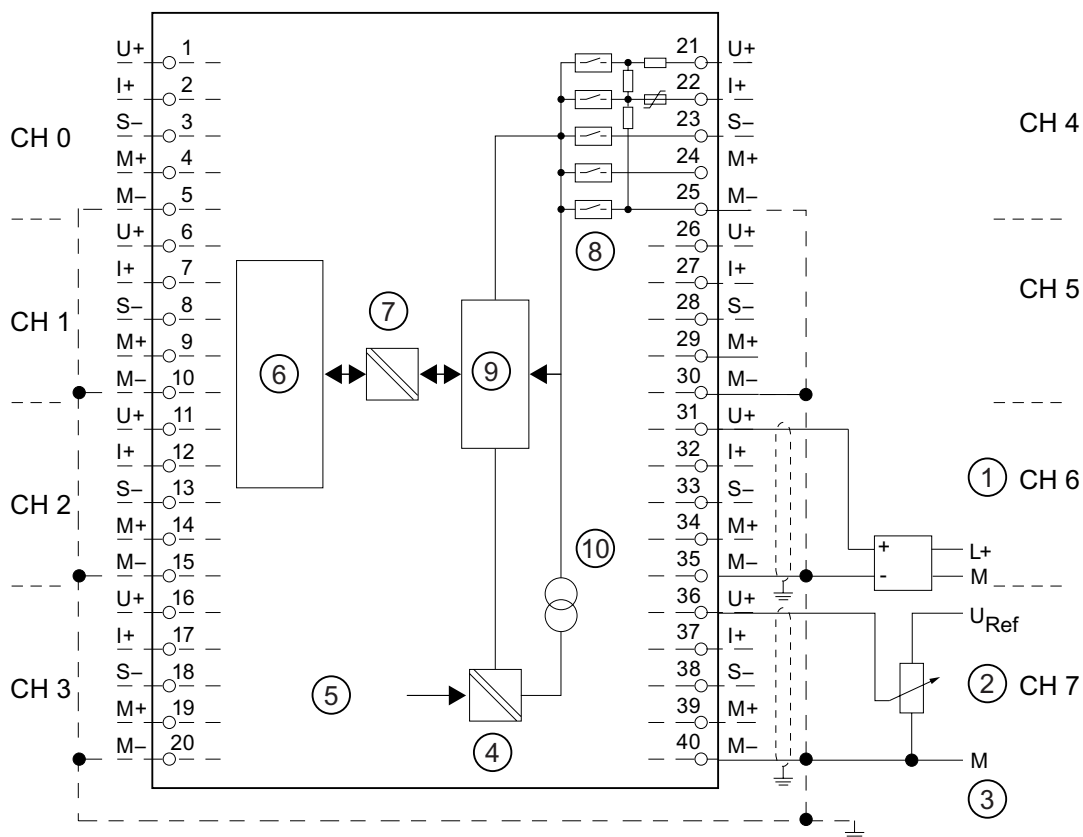 U+ 1 21 U+
I+ 2 22 I+
S– 3 23 S–
CH 0 CH 4
M+ 4 24 M+
M– 5 25 M–
U+ 6 26 U+
8
I+ 7 27 I+
CH 5
S– 8 28 S–
7
CH 1
M+ 9 29 M+
6 9
M– 10 30 M–
U+ 11 31 U+
I+ 12 32 I+
1 CH 6
S– 13 33 S–
CH 2
M+ 14 34 M+
10
+ L+
M– 15 35 M–
- M
U+ 16 36 U+
URef
I+ 17 37 I+
S– 18 38 S–
CH 3 5 2 CH 7
M+ 19 39 M+
M– 20 40 M–
4
M
3